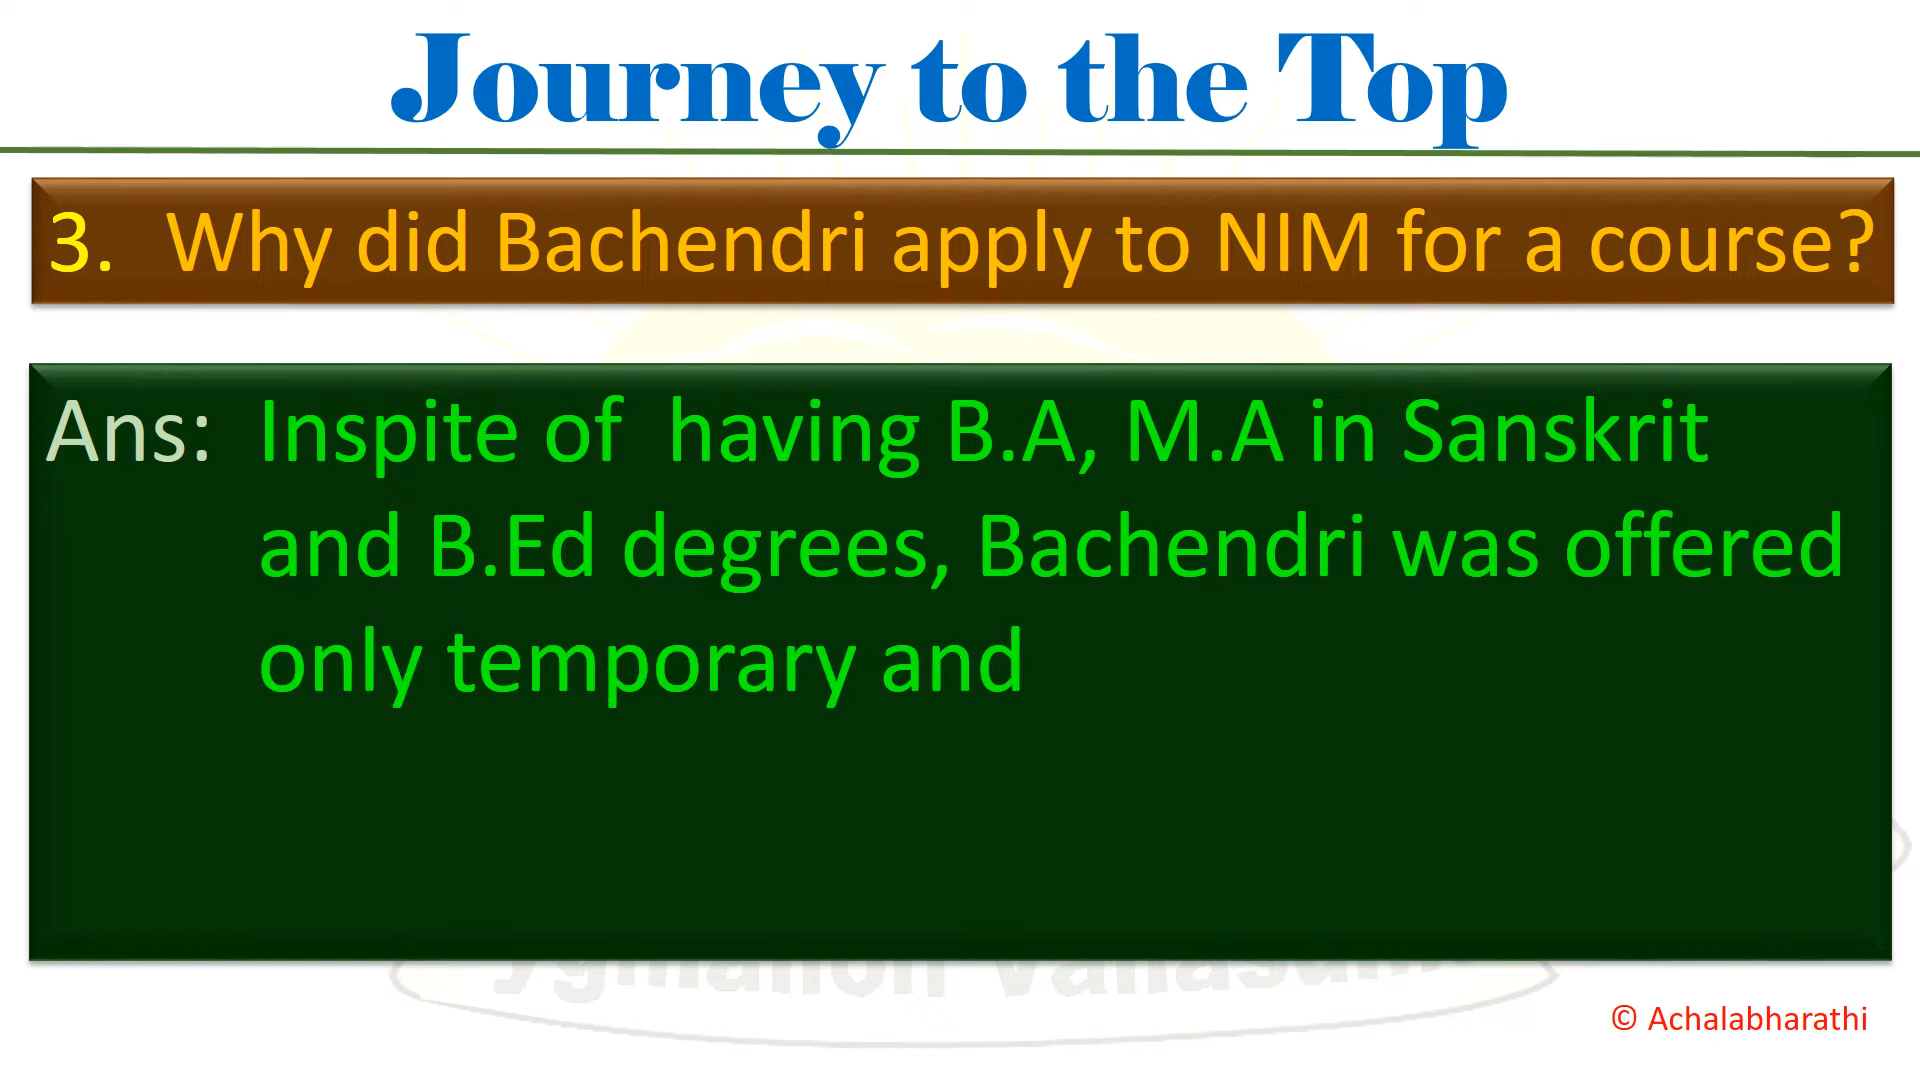 Journey to the Top
3. Why did Bachendri apply to NIM for a course?
Ans: Inspite of having B.A, M.A in Sanskrit
and B.Ed degrees, Bachendri was offered
only temporary and
© Achalabharathi